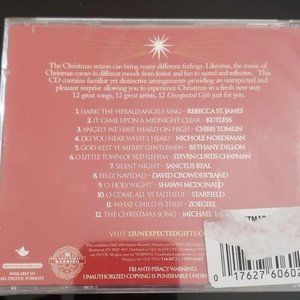 The Christmas season can bring many different feelings. Likewise, the music of
Christmas comes in different moods from festive and fun to sacred and reflective. This
CD contains familiar yet distinctive arrangements providing an unexpected and
pleasant surprise allowing you to experience Christmas in a new way.
12 great songs, 12 great artists, 12 Unexpected Gifts just for you.
1. HARK! THE HERALD ANGELS SING - REBECCA ST. JAMES
2. IT CAME UPON A MIDNIGHT CLEAR - KUTLESS
3. ANGELS WE HAVE HEARD ON HIGH - CHRIS TOMLIN
4. DO YOU HEAR WHAT I HEAR? - NICHOLE NORDEMAN
5. GOD REST YE MERRY GENTLEMEN - BETHANY DILLON
6. O LITTLE TOWN OF BETHLEHEM - STEVEN CURTIS CHAPMAN
7. SILENT NIGHT - SANCTUS REAL
8. FELIZ NAVIDAD - DAVID CROWDER BAND
9. O HOLY NIGHT - SHAWN MCDONALD
10. O COME ALL YE FAITHFUL - STARFIELD
11. WHAT CHILD IS THIS? - ZOEGIRL
12. THE CHRISTMAS SONG - MICHAEL
VISIT 12UNEXPECTEDGIFTS.C
AVAILABLE IN
ALL DIGITAL FORMATS
FBI ANTI-PIRACY WARNING
UNAUTHORIZED COPYING IS PUNISHABLE UNDER
0 17627 60602